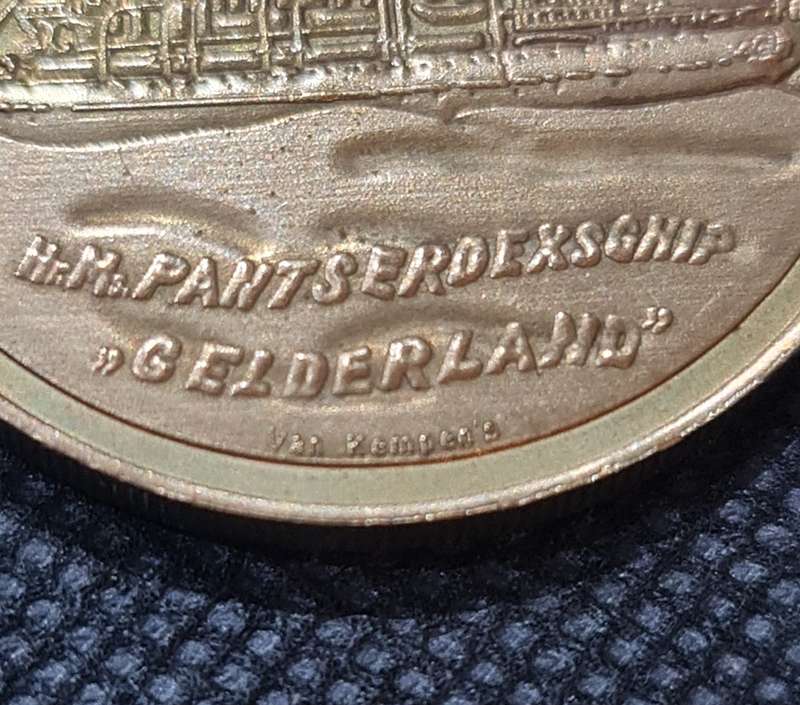 Hr.Ms. PANTSERDEKSCHIP
„GELDERLAND”
Van Kempen's